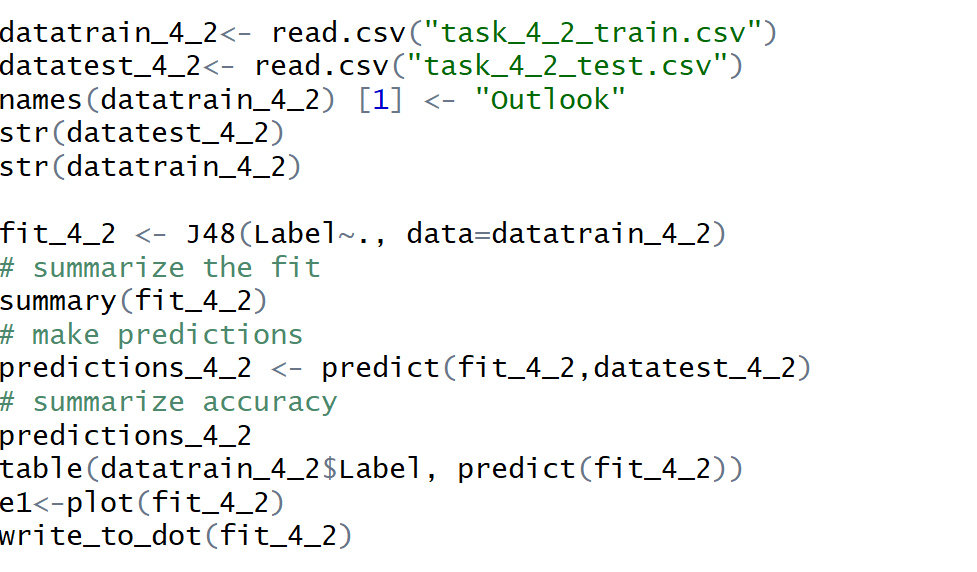 datatrain_4_2<- read.csv("task_4_2_train.csv")
datatest_4_2<- read.csv("task_4_2_test.csv")
names(datatrain_4_2) [1] <- "Outlook"
str(datatest_4_2)
str(datatrain_4_2)
fit_4_2 <- J48(Label~., data=datatrain_4_2)
# summarize the fit
summary(fit_4_2)
# make predictions
predictions_4_2 <- predict(fit_4_2,datatest_4_2)
# summarize accuracy
predictions_4_2
table(datatrain_4_2$Label, predict(fit_4_2))
e1<-plot(fit_4_2)
write_to_dot(fit_4_2)